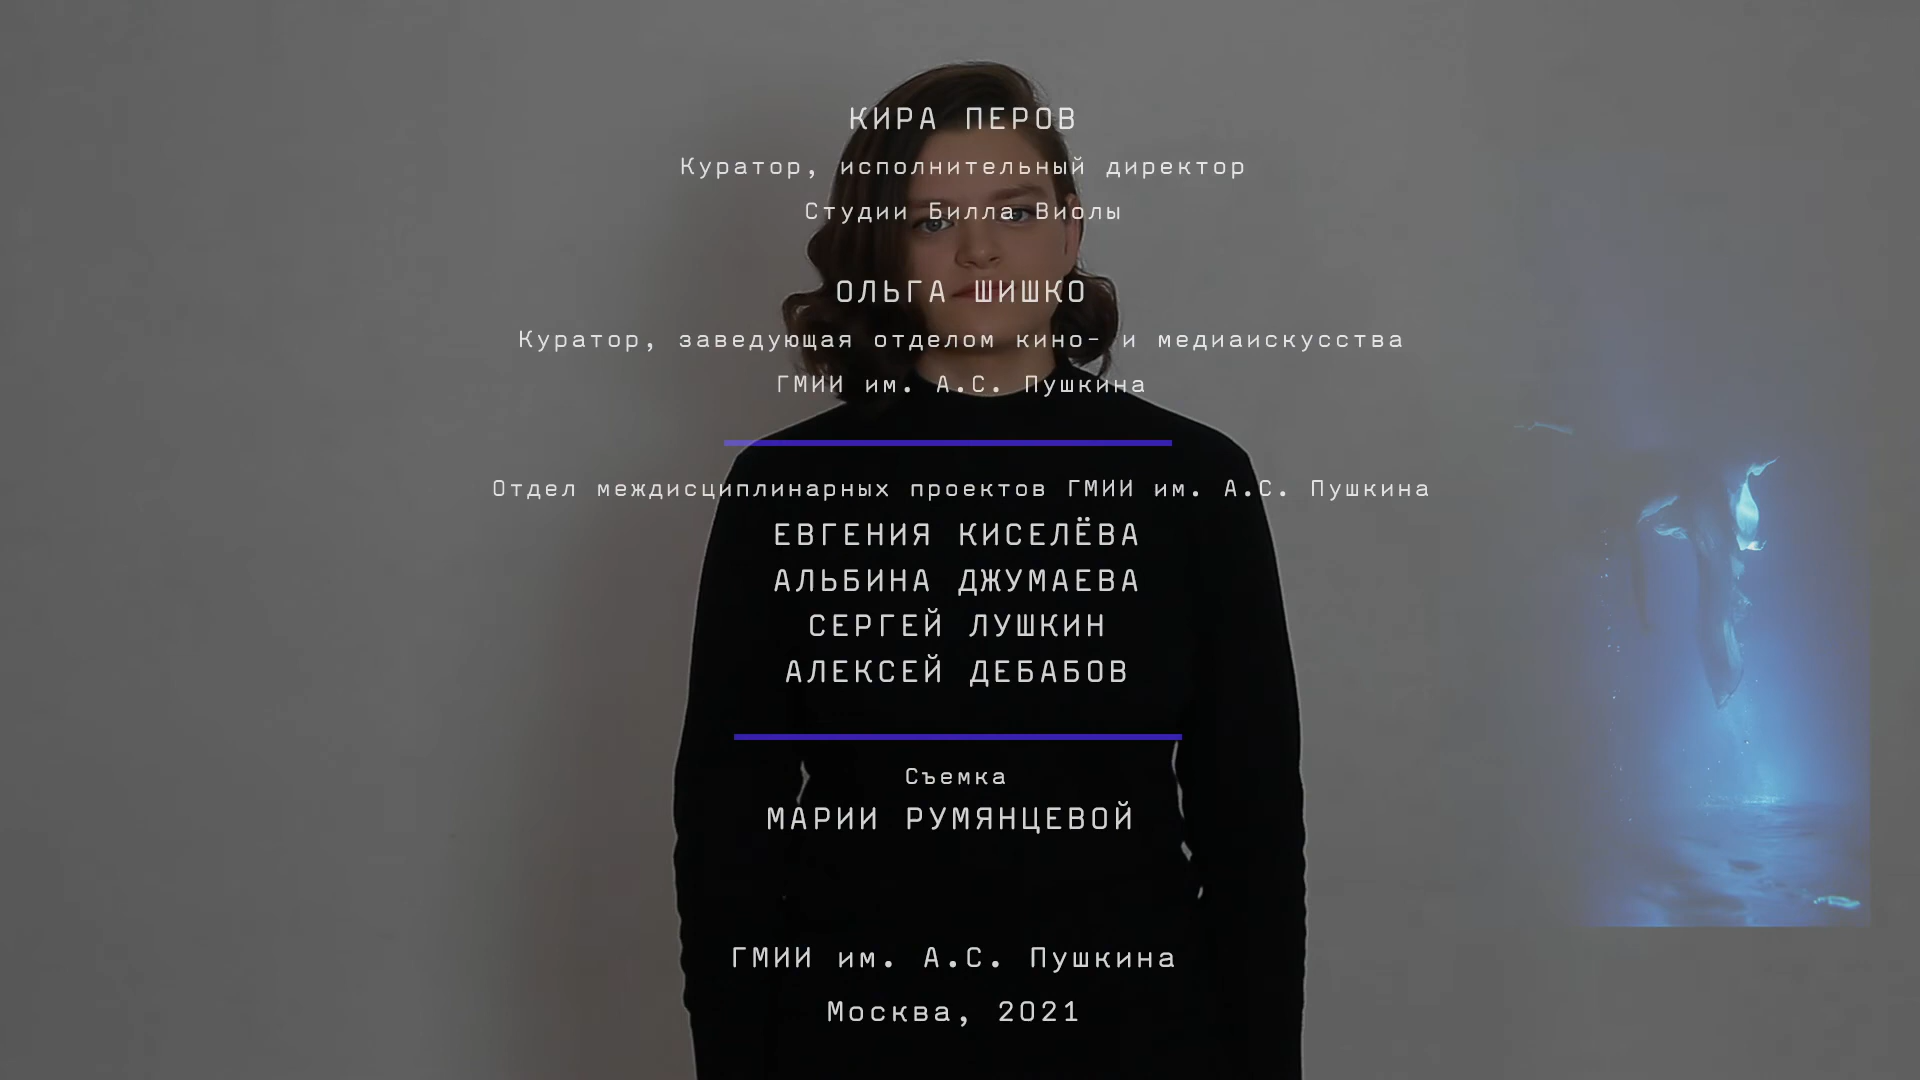 КИРА ПЕРОВ
Куратор, исполнительный директор
Студии Билла Виолы
ОЛЬГА ШИШКО
Куратор, заведующая отделом кино- и медиаискусства
ГМИИ им. А.С. Пушкина
Отдел междисциплинарных проектов ГМИИ им. А.С. Пушкина
ЕВГЕНИЯ КИСЕЛЁВА
АЛЬБИНА ДЖУМАЕВА
СЕРГЕЙ ЛУШКИН
АЛЕКСЕЙ ДЕБАБОВ
Съемка
МАРИИ РУМЯНЦЕВОЙ
ГМИИ им. А.С. Пушкина
Москва, 2021